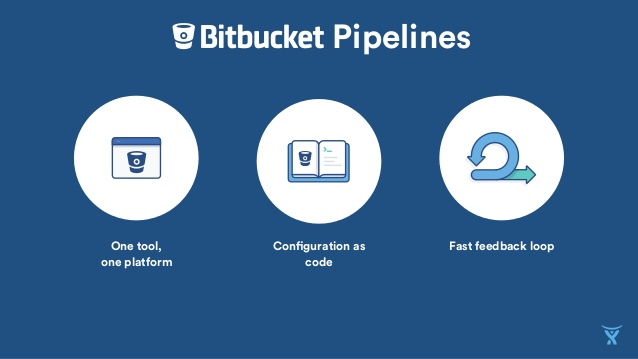 Bitbucket Pipelines
One tool,
one platform
Configuration as
code
Fast feedback loop